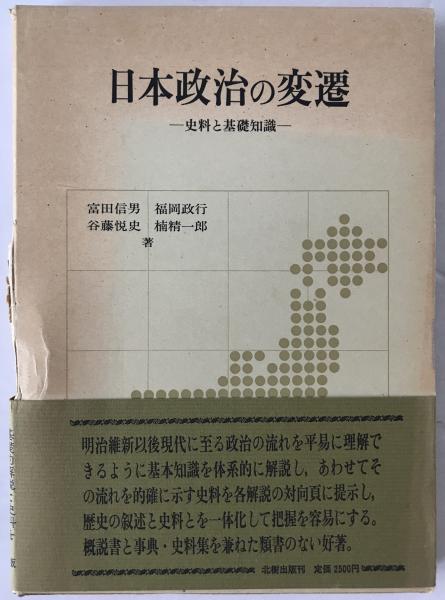 日本政治の変遷
―史料と基礎知識―
富田信男 福岡政行
谷藤悦史 楠精一郎
著
明治維新以後現代に至る政治の流れを平易に理解で
きるように基本知識を体系的に解説し，あわせてそ
の流れを的確に示す史料を各解説の対向頁に提示し，
歴史の叙述と史料とを一体化して把握を容易にする。
概説書と事典・史料集を兼ねた類書のない好著。
北樹出版刊 定価 2500円